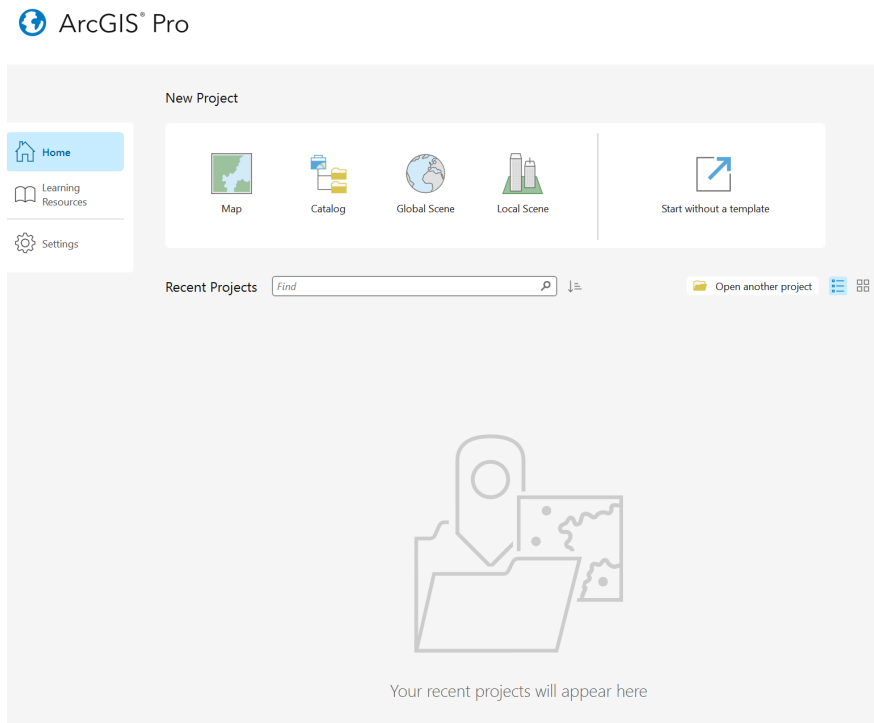 ArcGIS® Pro
New Project
Home
Learning
Resources
Settings
Map
Catalog
Global Scene
Local Scene
Start without a template
Recent Projects
Find
Open another project
Your recent projects will appear here